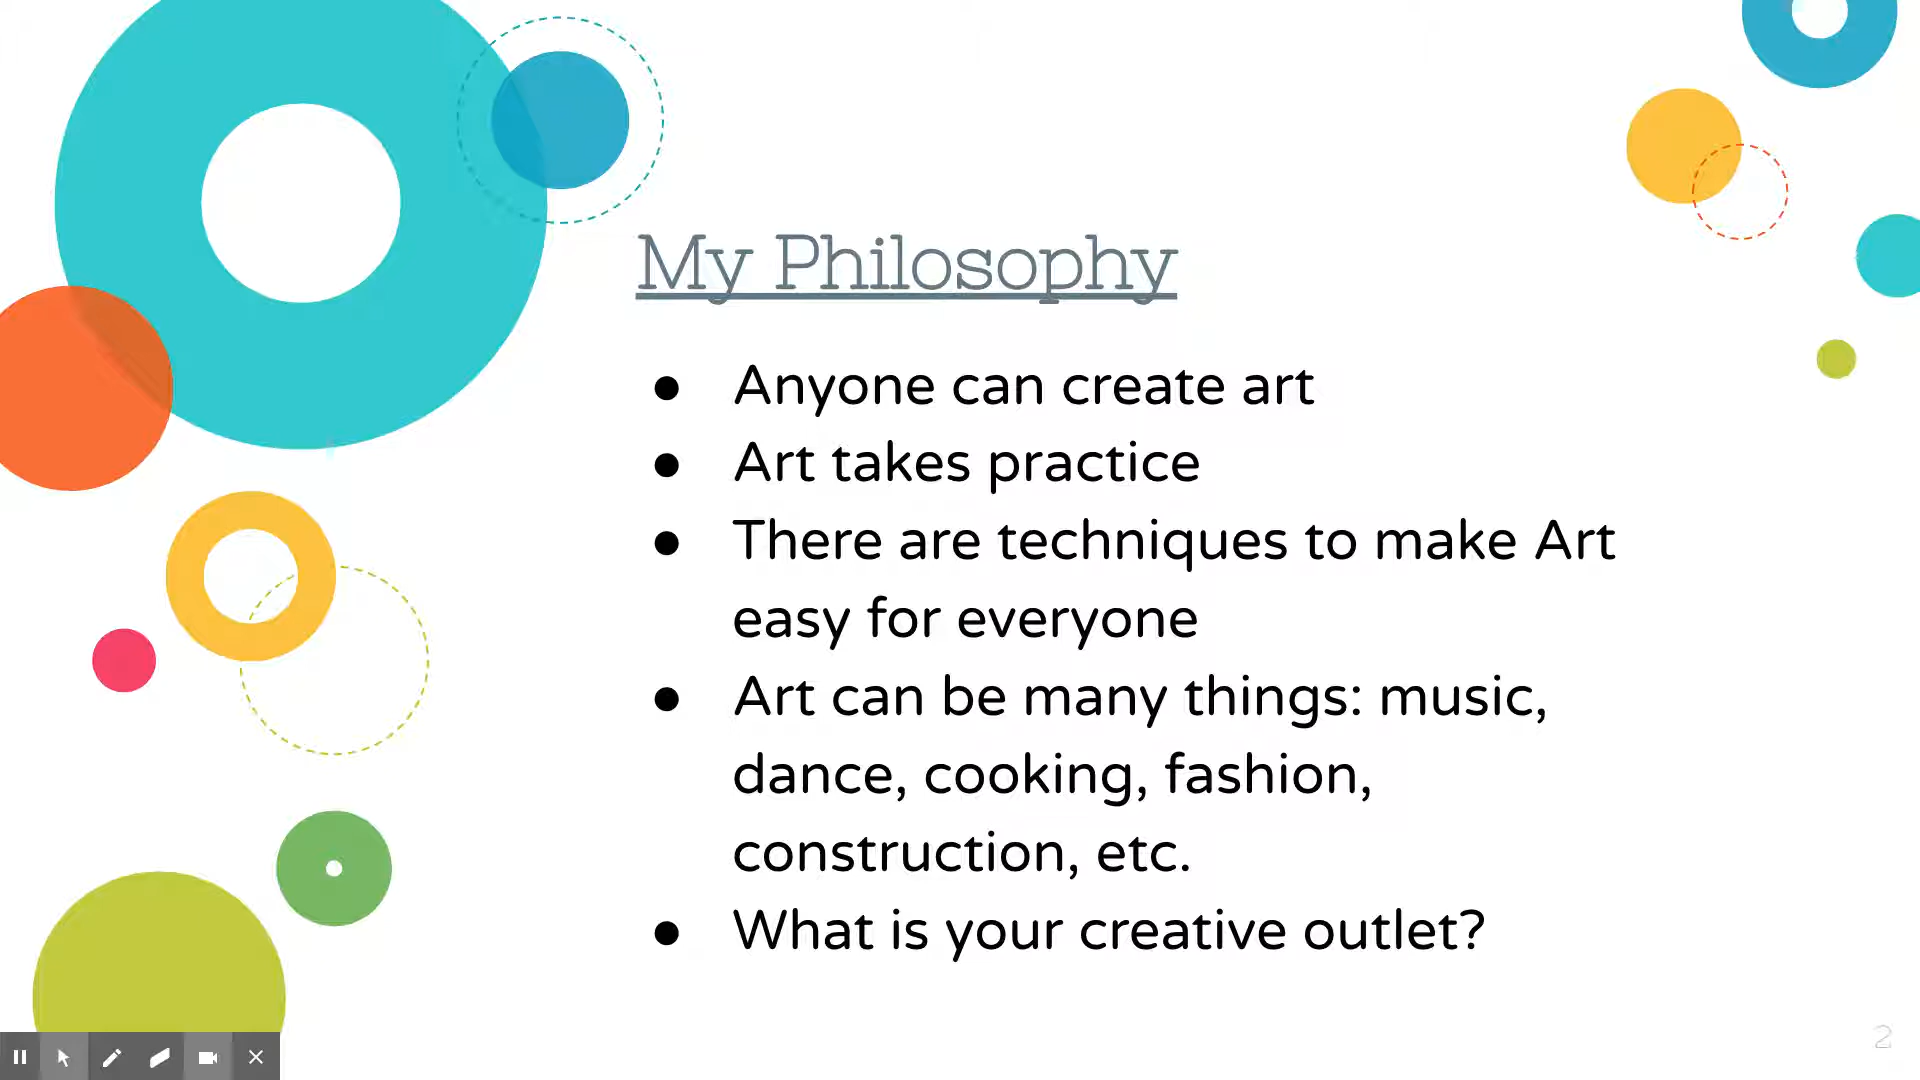 My Philosophy
● Anyone can create art
● Art takes practice
● There are techniques to make Art
easy for everyone
● Art can be many things: music,
dance, cooking, fashion,
construction, etc.
● What is your creative outlet?
2